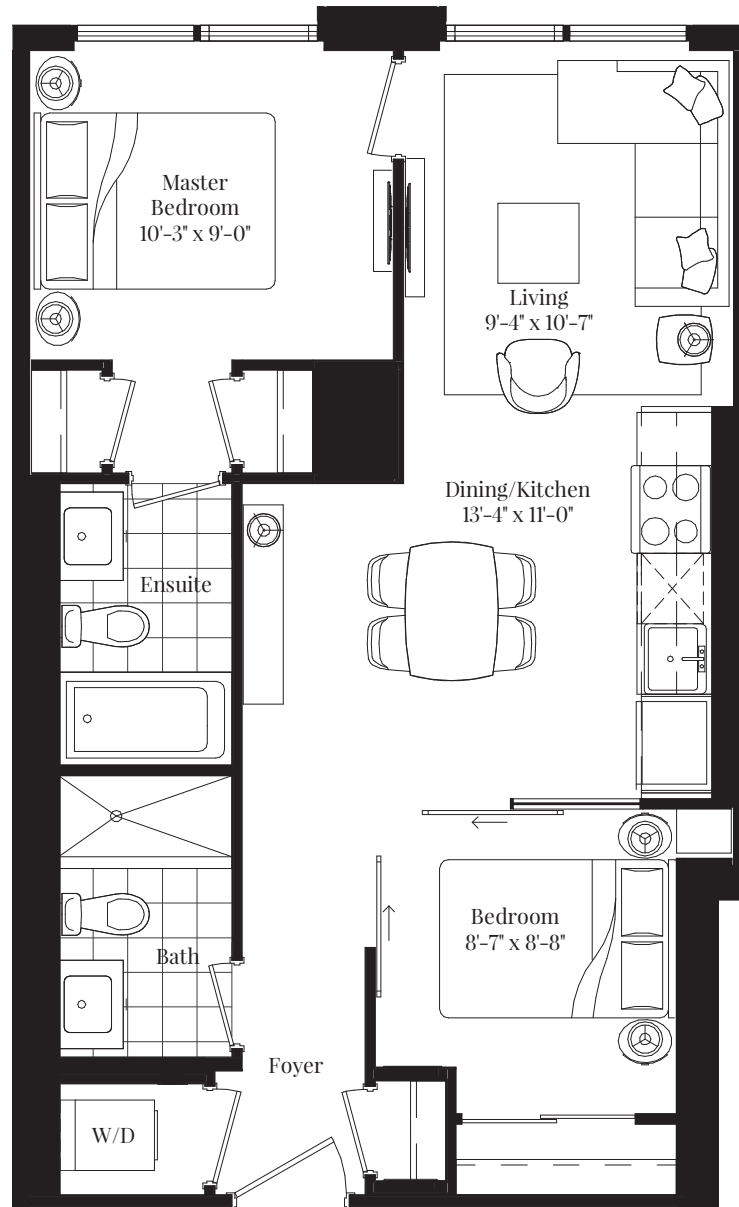 Master
Bedroom
10'-3" x 9'-0"
Living
9'-4" x 10'-7"
Dining/Kitchen
13'-4" x 11'-0"
Ensuite
Bedroom
8'-7" x 8'-8"
Bath
Foyer
W/D